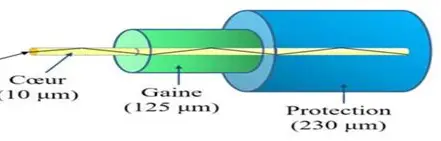 Cœur
(10 µm)
Gaine
(125 µm)
Protection
(230 µm)